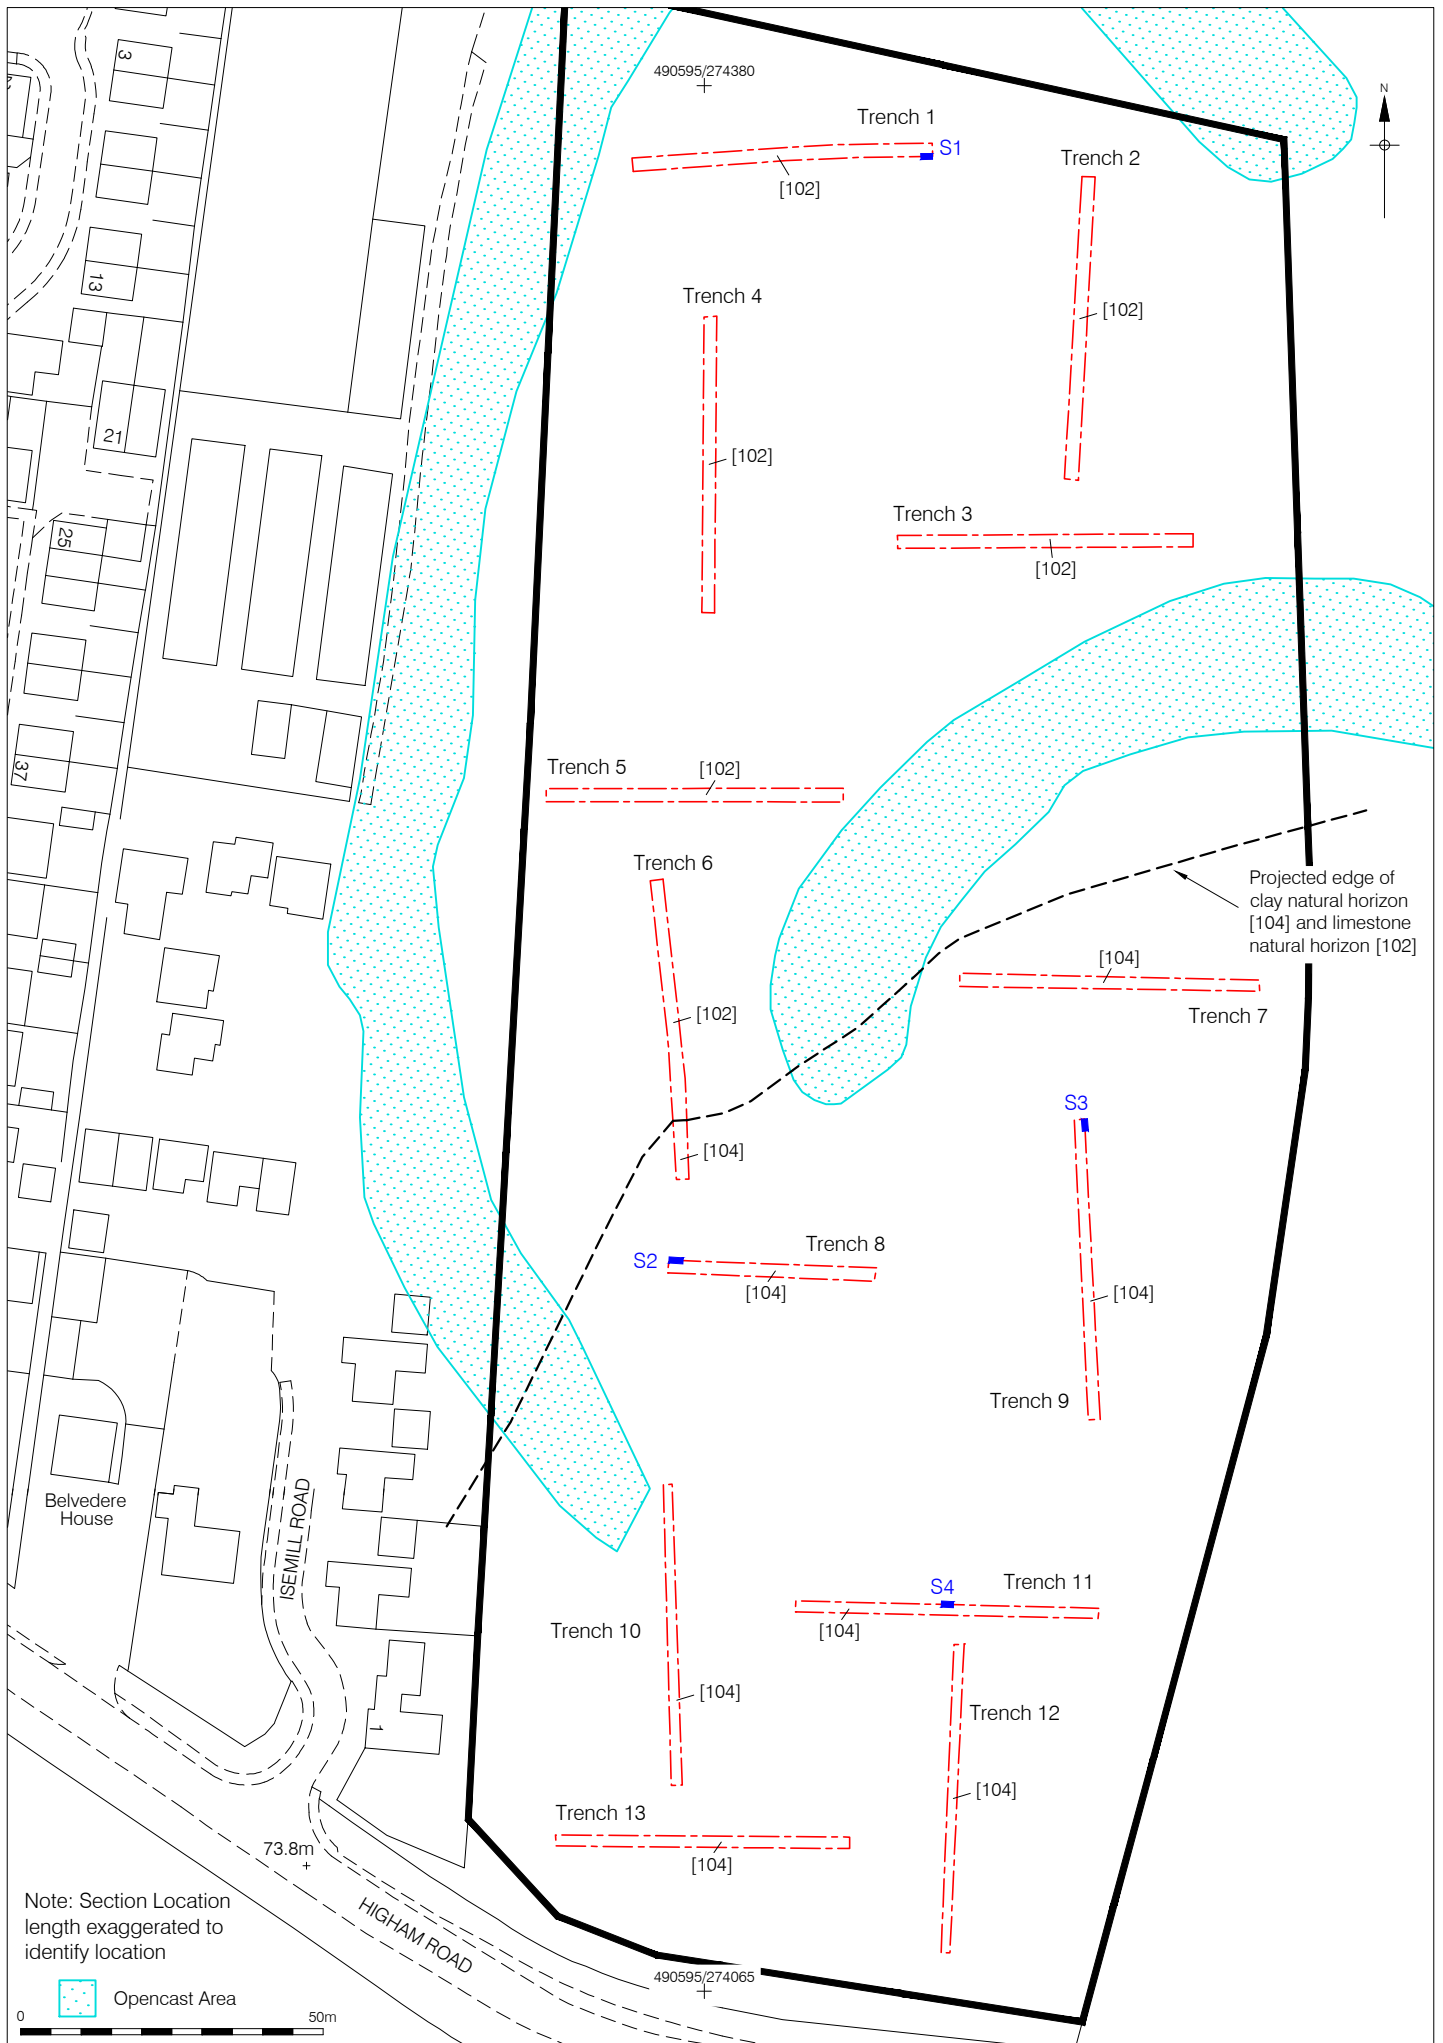 490595/274380
N
3
Trench 1
S1
[102]
Trench 2
[102]
13
Trench 4
[102]
21
Trench 3
[102]
25
37
Trench 5
[102]
Trench 6
[102]
[104]
Projected edge of
clay natural horizon
[104] and limestone
natural horizon [102]
[104]
Trench 7
S3
[104]
Trench 9
S2
Trench 8
[104]
Belvedere
House
ISEMILL ROAD
Trench 10
[104]
S4
Trench 11
[104]
Trench 12
[104]
1
Trench 13
[104]
73.8m
HIGHAM ROAD
490595/274065
Note: Section Location
length exaggerated to
identify location
Opencast Area
0 50m